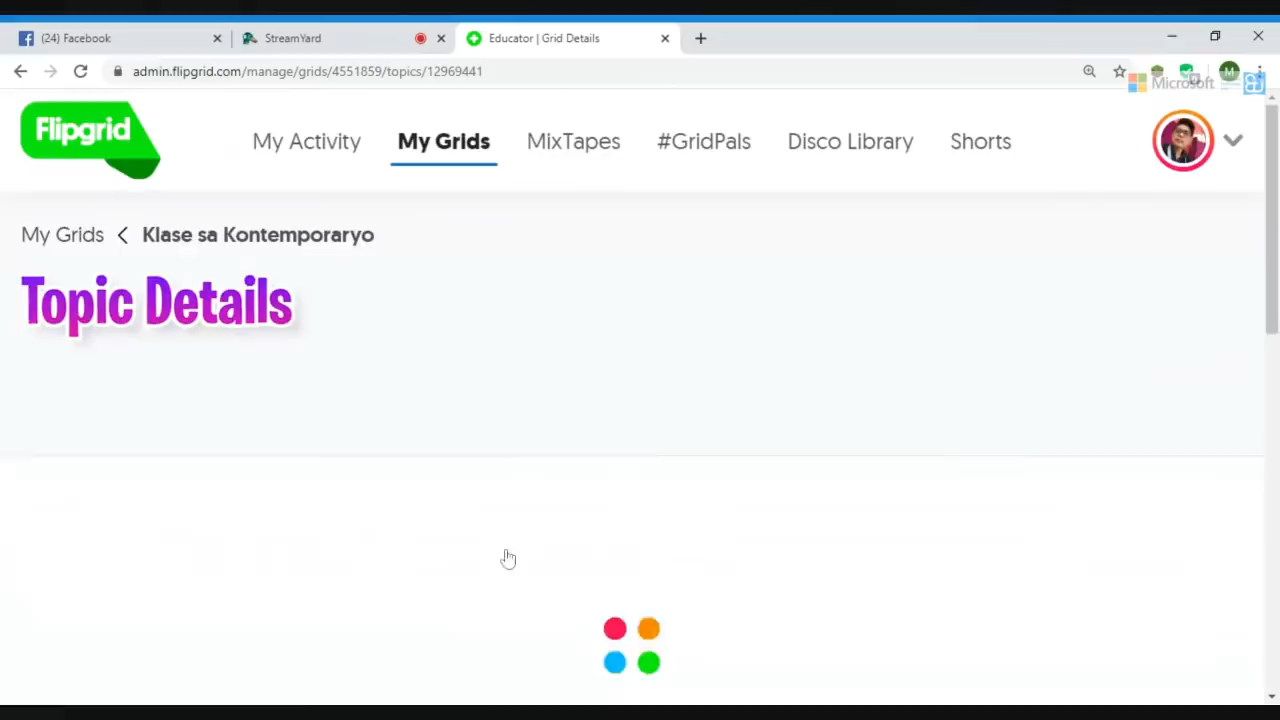 (24) Facebook
StreamYard
Educator | Grid Details
admin.flipgrid.com/manage/grids/4551859/topics/12969441
M
Microsoft
Flipgrid
My Activity
My Grids
MixTapes
#GridPals
Disco Library
Shorts
My Grids < Klase sa Kontemporaryo
Topic Details